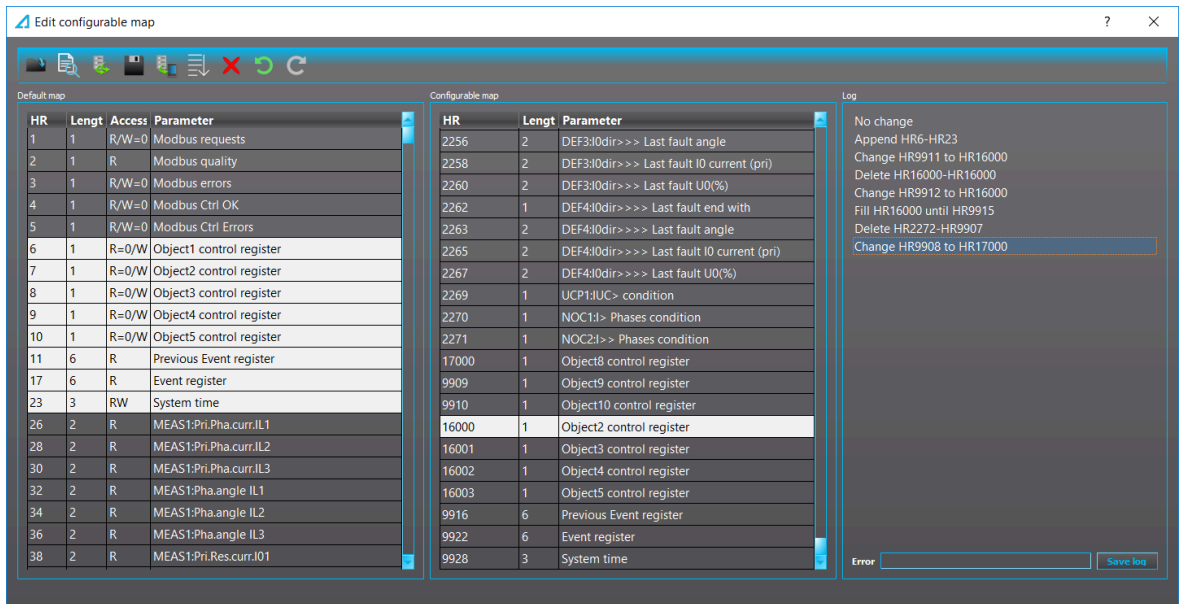 Edit configurable map
?
Default map
HR Lengt Access Parameter
1 1 R/W=0 Modbus requests
2 1 R Modbus quality
3 1 R/W=0 Modbus errors
4 1 R/W=0 Modbus Ctrl OK
5 1 R/W=0 Modbus Ctrl Errors
6 1 R=0/W Object1 control register
7 1 R=0/W Object2 control register
8 1 R=0/W Object3 control register
9 1 R=0/W Object4 control register
10 1 R=0/W Object5 control register
11 6 R Previous Event register
17 6 R Event register
23 3 RW System time
26 2 R MEAS1:Pri.Pha.curr.IL1
28 2 R MEAS1:Pri.Pha.curr.IL2
30 2 R MEAS1:Pri.Pha.curr.IL3
32 2 R MEAS1:Pha.angle IL1
34 2 R MEAS1:Pha.angle IL2
36 2 R MEAS1:Pha.angle IL3
38 2 R MEAS1:Pri.Res.curr.I01
Configurable map
HR Lengt Parameter
2256 2 DEF3:I0dir>>> Last fault angle
2258 2 DEF3:I0dir>>> Last fault I0 current (pri)
2260 2 DEF3:I0dir>>> Last fault U0(%)
2262 1 DEF4:I0dir>>>> Last fault end with
2263 2 DEF4:I0dir>>>> Last fault angle
2265 2 DEF4:I0dir>>>> Last fault I0 current (pri)
2267 2 DEF4:I0dir>>>> Last fault U0(%)
2269 1 UCP1:IUC> condition
2270 1 NOC1:I> Phases condition
2271 1 NOC2:I>> Phases condition
17000 1 Object8 control register
9909 1 Object9 control register
9910 1 Object10 control register
16000 1 Object2 control register
16001 1 Object3 control register
16002 1 Object4 control register
16003 1 Object5 control register
9916 6 Previous Event register
9922 6 Event register
9928 3 System time
Log
No change
Append HR6-HR23
Change HR9911 to HR16000
Delete HR16000-HR16000
Change HR9912 to HR16000
Fill HR16000 until HR9915
Delete HR2272-HR9907
Change HR9908 to HR17000
Error
Save log